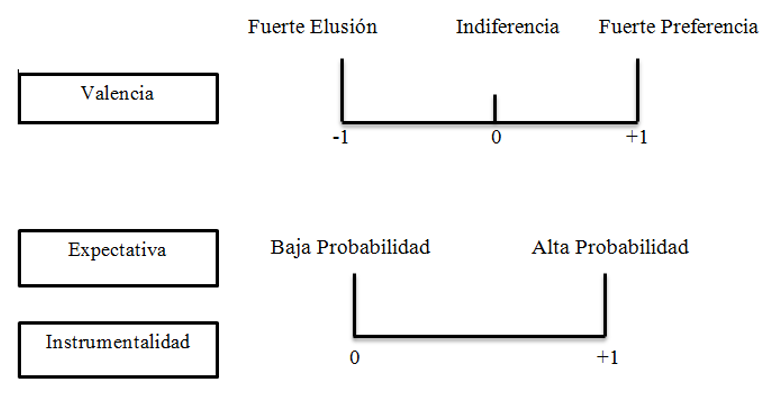 Fuerte Elusión Indiferencia Fuerte Preferencia
Valencia
-1 0 +1
Expectativa
Baja Probabilidad Alta Probabilidad
Instrumentalidad
0 +1